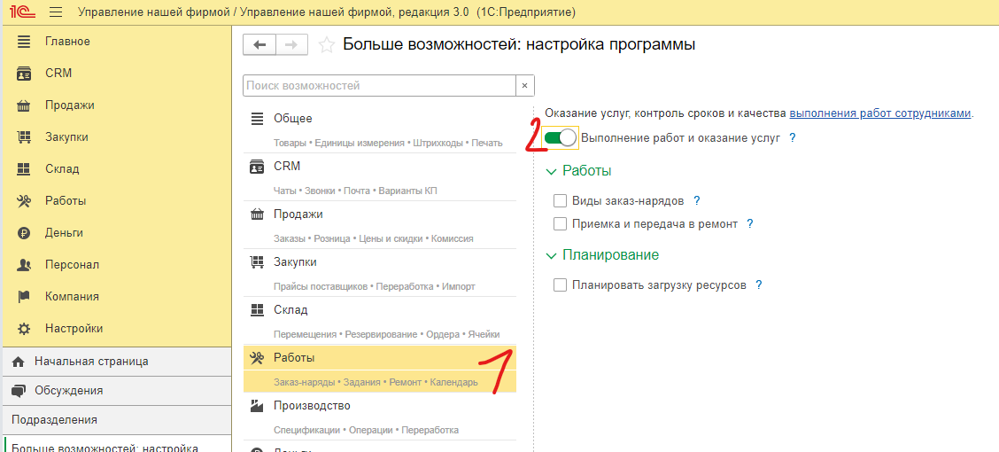 1С Управление нашей фирмой / Управление нашей фирмой, редакция 3.0 (1С:Предприятие)
Главное
CRM
Продажи
Закупки
Склад
Работы
Деньги
Персонал
Компания
Настройки
Начальная страница
Обсуждения
Подразделения
Больше возможностей: настройка
Больше возможностей: настройка программы
Поиск возможностей ×
Общее
Товары • Единицы измерения • Штрихкоды • Печать
CRM
Чаты • Звонки • Почта • Варианты КП
Продажи
Заказы • Розница • Цены и скидки • Комиссия
Закупки
Прайсы поставщиков • Переработка • Импорт
Склад
Перемещения • Резервирование • Ордера • Ячейки
Работы
Заказ-наряды • Задания • Ремонт • Календарь
1
Производство
Спецификации • Операции • Переработка
Деньги
Оказание услуг, контроль сроков и качества выполнения работ сотрудниками.
2 Выполнение работ и оказание услуг ?
Работы
Виды заказ-нарядов ?
Приемка и передача в ремонт ?
Планирование
Планировать загрузку ресурсов ?